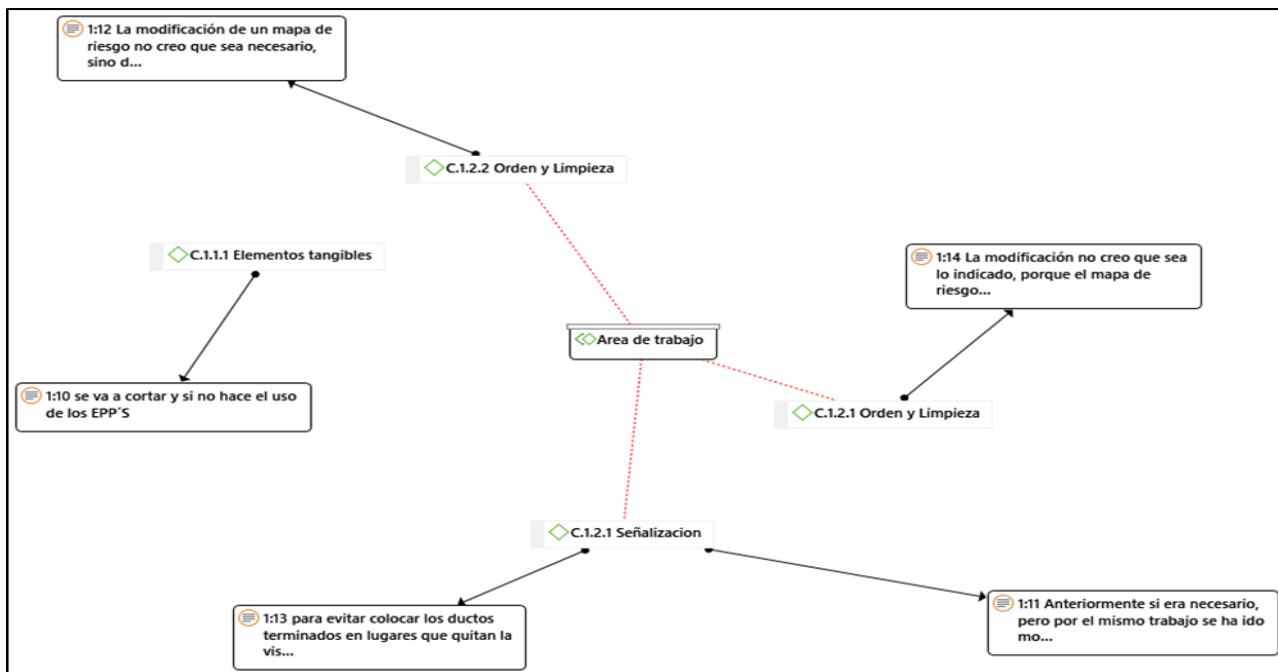 1:12 La modificación de un mapa de
riesgo no creo que sea necesario,
sino d...
C.1.2.2 Orden y Limpieza
C.1.1.1 Elementos tangibles
1:14 La modificación no creo que sea
lo indicado, porque el mapa de
riesgo...
Area de trabajo
1:10 se va a cortar y si no hace el uso
de los EPP´S
C.1.2.1 Orden y Limpieza
C.1.2.1 Señalizacion
1:13 para evitar colocar los ductos
terminados en lugares que quitan la
vis...
1:11 Anteriormente si era necesario,
pero por el mismo trabajo se ha ido
mo...